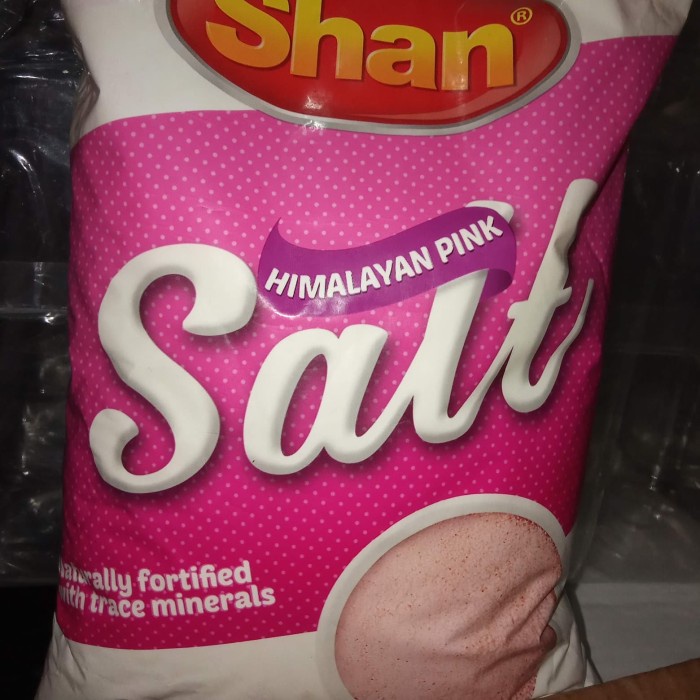 Shan®
HIMALAYAN PINK
Salt
naturally fortified
with trace minerals